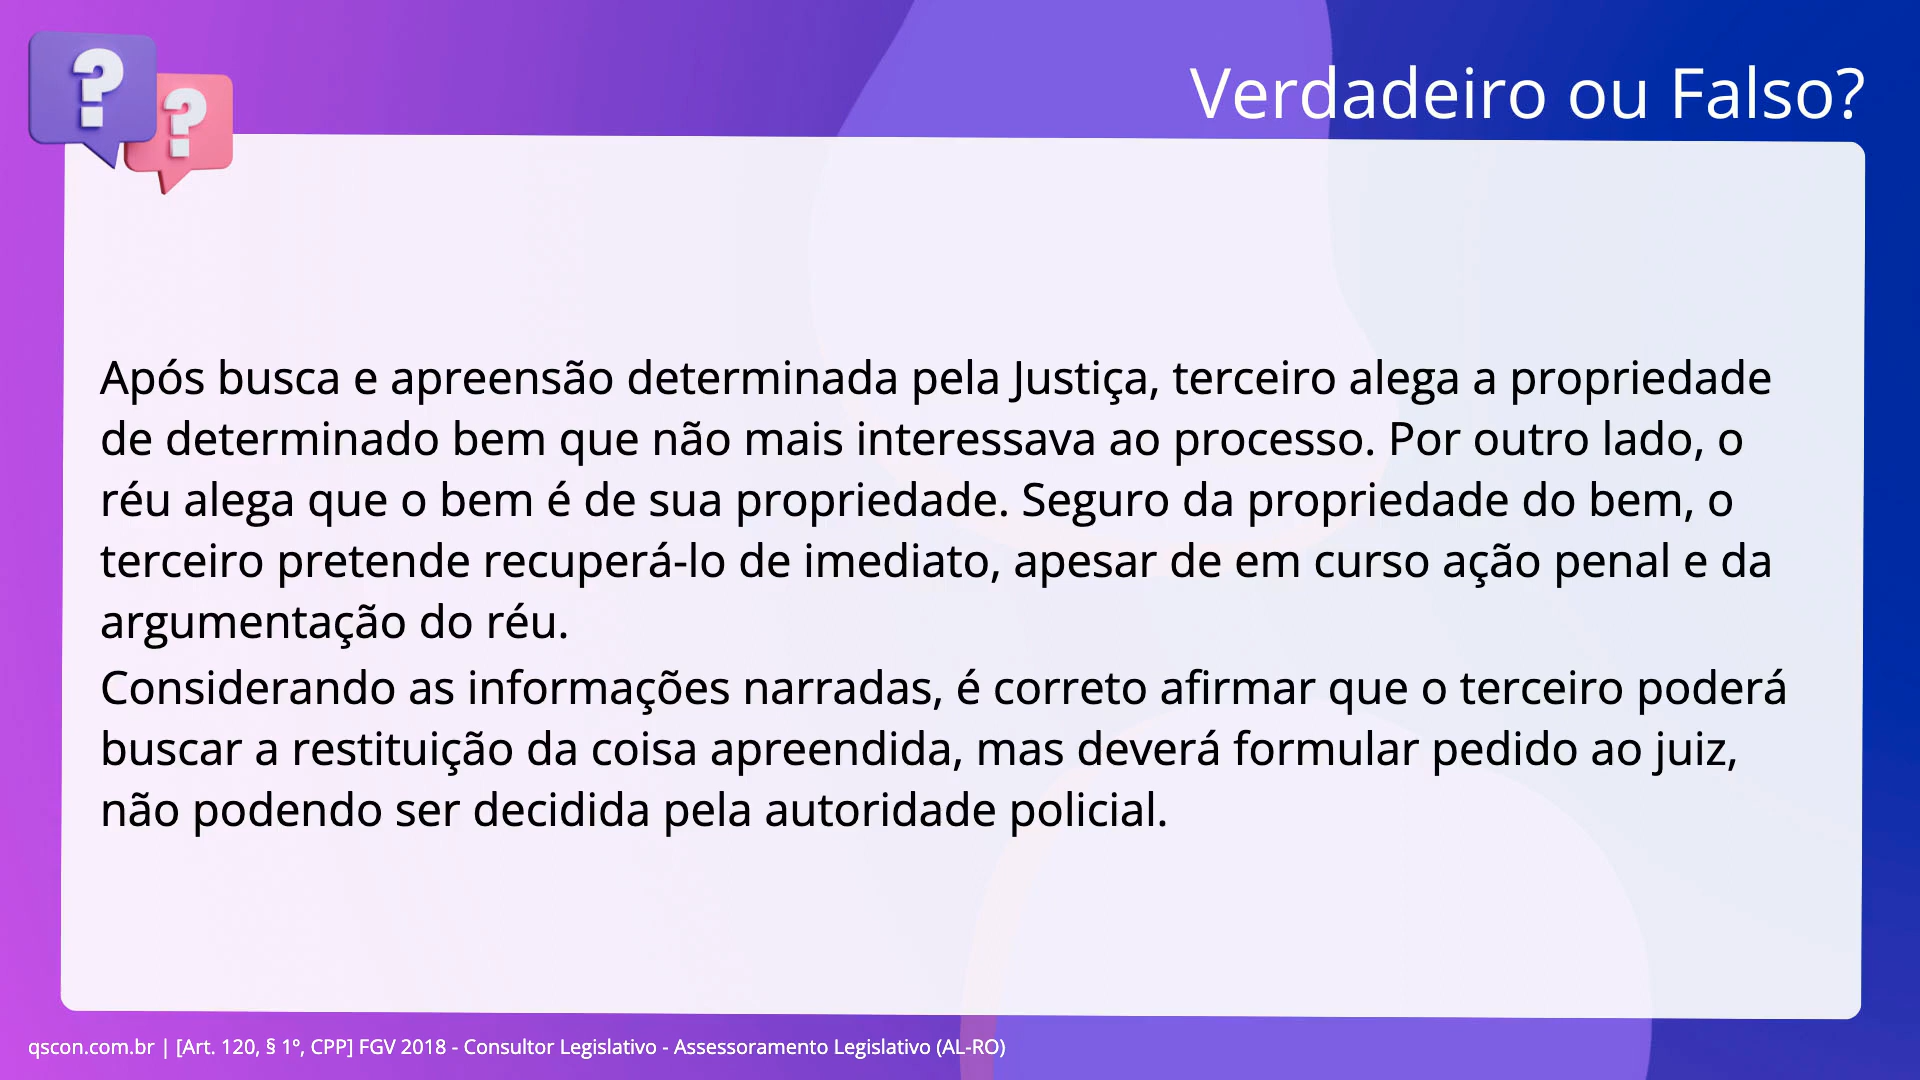 Verdadeiro ou Falso?
Após busca e apreensão determinada pela Justiça, terceiro alega a propriedade
de determinado bem que não mais interessava ao processo. Por outro lado, o
réu alega que o bem é de sua propriedade. Seguro da propriedade do bem, o
terceiro pretende recuperá-lo de imediato, apesar de em curso ação penal e da
argumentação do réu.
Considerando as informações narradas, é correto afirmar que o terceiro poderá
buscar a restituição da coisa apreendida, mas deverá formular pedido ao juiz,
não podendo ser decidida pela autoridade policial.
qscon.com.br | [Art. 120, § 1º, CPP] FGV 2018 - Consultor Legislativo - Assessoramento Legislativo (AL-RO)